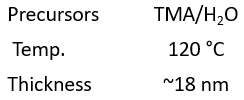 Precursors TMA/H₂O
Temp. 120 °C
Thickness ~18 nm